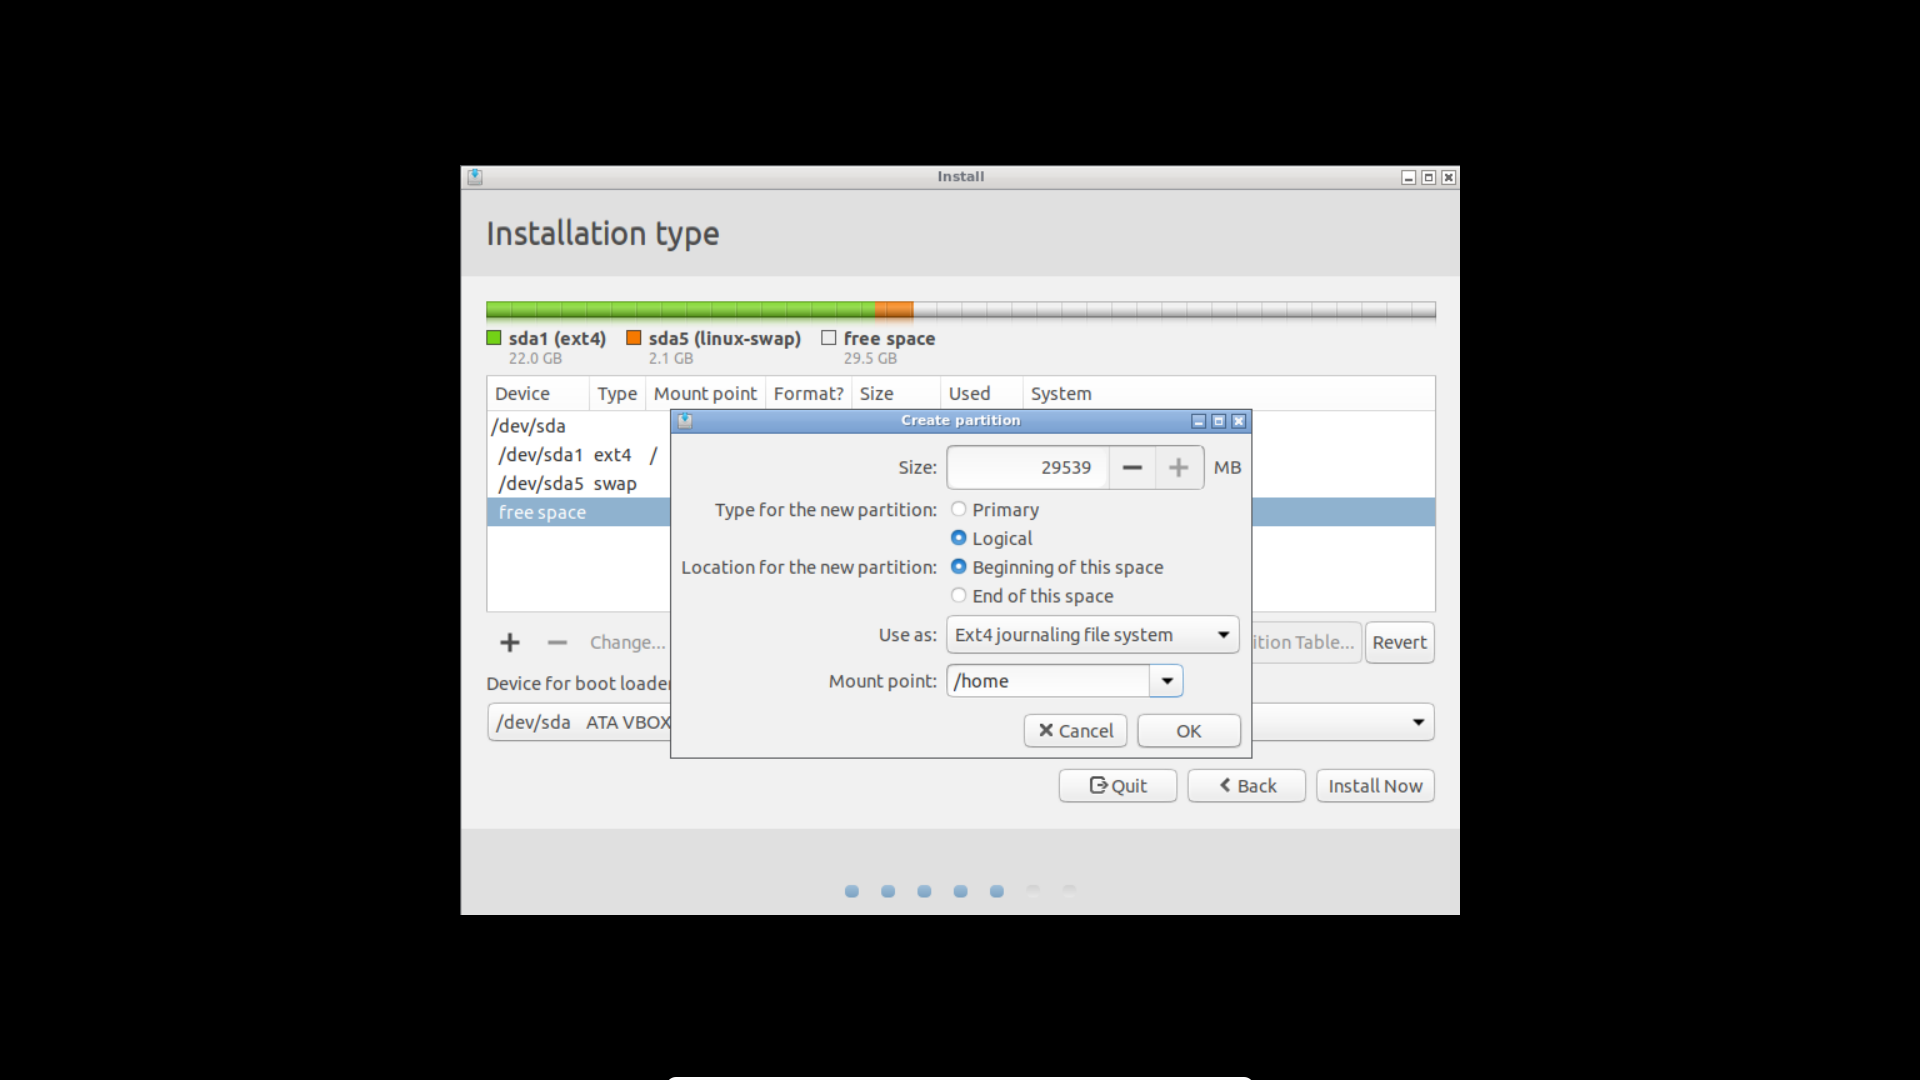 Install
Installation type
sda1 (ext4) sda5 (linux-swap) free space
22.0 GB 2.1 GB 29.5 GB
Device Type Mount point Format? Size Used System
/dev/sda
/dev/sda1 ext4 /
/dev/sda5 swap
free space
Create partition
Size: 29539 MB
Type for the new partition: Primary
Logical
Location for the new partition: Beginning of this space
End of this space
Use as: Ext4 journaling file system
Mount point: /home
Cancel OK
Change... ition Table... Revert
Device for boot loader
/dev/sda ATA VBOX
Quit Back Install Now